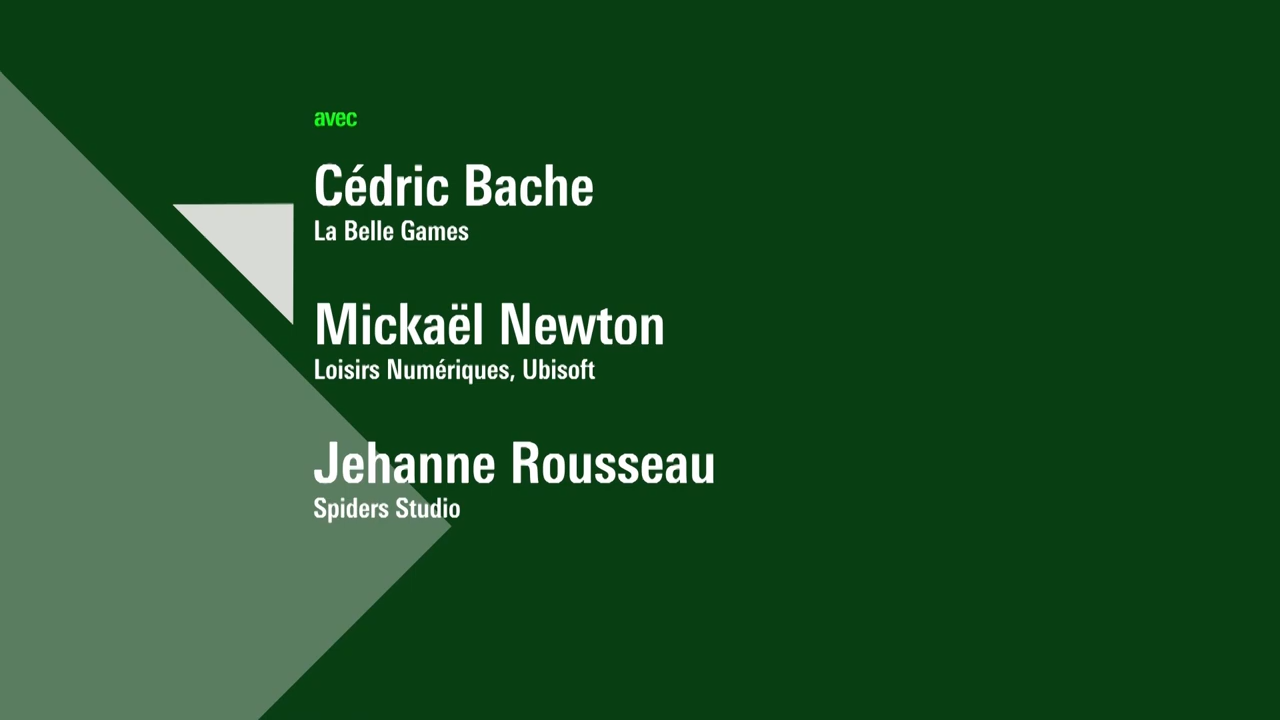 avec
Cédric Bache
La Belle Games
Mickaël Newton
Loisirs Numériques, Ubisoft
Jehanne Rousseau
Spiders Studio